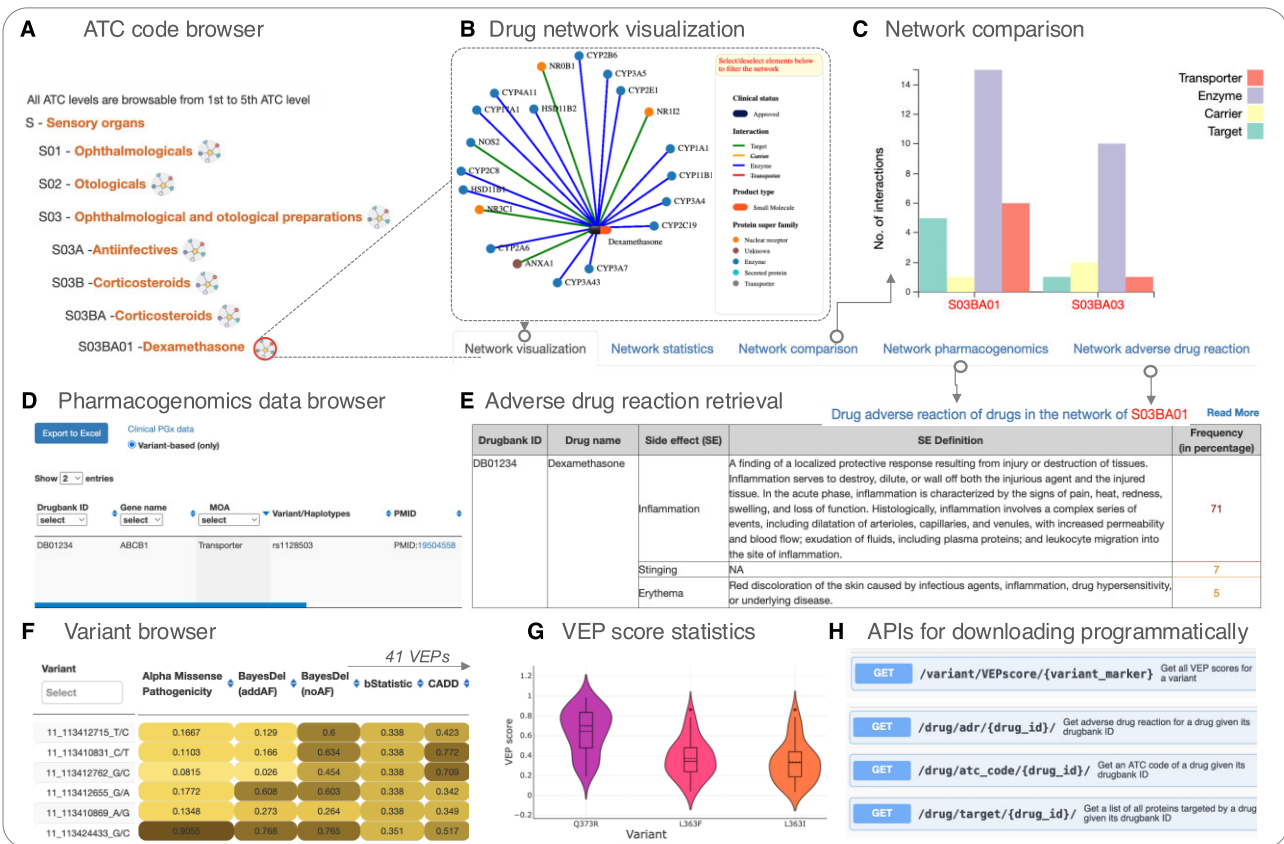 A ATC code browser
All ATC levels are browsable from 1st to 5th ATC level
S - Sensory organs
S01 - Ophthalmologicals
S02 - Otologicals
S03 - Ophthalmological and otological preparations
S03A -Antiinfectives
S03B - Corticosteroids
S03BA -Corticosteroids
S03BA01 -Dexamethasone
B Drug network visualization
CYP2B6
NR0B1
CYP3A5
CYP4A11
CYP2E1
CYP17A1
HSD11B2
NR1I2
NOS2
CYP1A1
CYP2C8
CYP11B1
HSD11B1
CYP3A4
NR3C1
CYP2C19
Dexamethasone
CYP2A6
ANXA1
CYP3A7
CYP3A43
Select/deselect elements below
to filter the network
Clinical status
Approved
Interaction
Target
Carrier
Enzyme
Transporter
Product type
Small Molecule
Protein super family
Nuclear receptor
Unknown
Enzyme
Secreted protein
Transporter
C Network comparison
Transporter
Enzyme
Carrier
Target
No. of interactions
14
12
10
8
6
4
2
0
S03BA01 S03BA03
Network visualization Network statistics Network comparison Network pharmacogenomics Network adverse drug reaction
D Pharmacogenomics data browser
Export to Excel
Clinical PGx data
Variant-based (only)
Show 2 entries
Drugbank ID Gene name MOA Variant/Haplotypes PMID
select select select
DB01234 ABCB1 Transporter rs1128503 PMID:19504558
E Adverse drug reaction retrieval
Drug adverse reaction of drugs in the network of S03BA01 Read More
Drugbank ID Drug name Side effect (SE) SE Definition Frequency
(in percentage)
DB01234 Dexamethasone
Inflammation
A finding of a localized protective response resulting from injury or destruction of tissues.
Inflammation serves to destroy, dilute, or wall off both the injurious agent and the injured
tissue. In the acute phase, inflammation is characterized by the signs of pain, heat, redness,
swelling, and loss of function. Histologically, inflammation involves a complex series of
events, including dilatation of arterioles, capillaries, and venules, with increased permeability
and blood flow; exudation of fluids, including plasma proteins; and leukocyte migration into
the site of inflammation.
71
Stinging NA 7
Erythema
Red discoloration of the skin caused by infectious agents, inflammation, drug hypersensitivity,
or underlying disease.
5
F Variant browser
41 VEPs
Variant
Select
Alpha Missense
Pathogenicity
BayesDel
(addAF)
BayesDel
(noAF)
bStatistic
CADD
11_113412715_T/C 0.1667 0.129 0.6 0.338 0.423
11_113410831_C/T 0.1103 0.166 0.634 0.338 0.772
11_113412762_G/C 0.0815 0.026 0.454 0.338 0.709
11_113412655_G/A 0.1772 0.608 0.603 0.338 0.342
11_113410869_A/G 0.1348 0.273 0.264 0.338 0.349
11_113424433_G/C 0.9055 0.768 0.765 0.351 0.517
G VEP score statistics
VEP score
1.2
1
0.8
0.6
0.4
0.2
0
−0.2
Q373R L363F L363I
Variant
H APIs for downloading programmatically
GET /variant/VEPscore/{variant_marker} Get all VEP scores for
a variant
GET /drug/adr/{drug_id}/ Get adverse drug reaction for a drug given its
drugbank ID
GET /drug/atc_code/{drug_id}/ Get an ATC code of a drug given its
drugbank ID
GET /drug/target/{drug_id}/ Get a list of all proteins targeted by a drug
given its drugbank ID